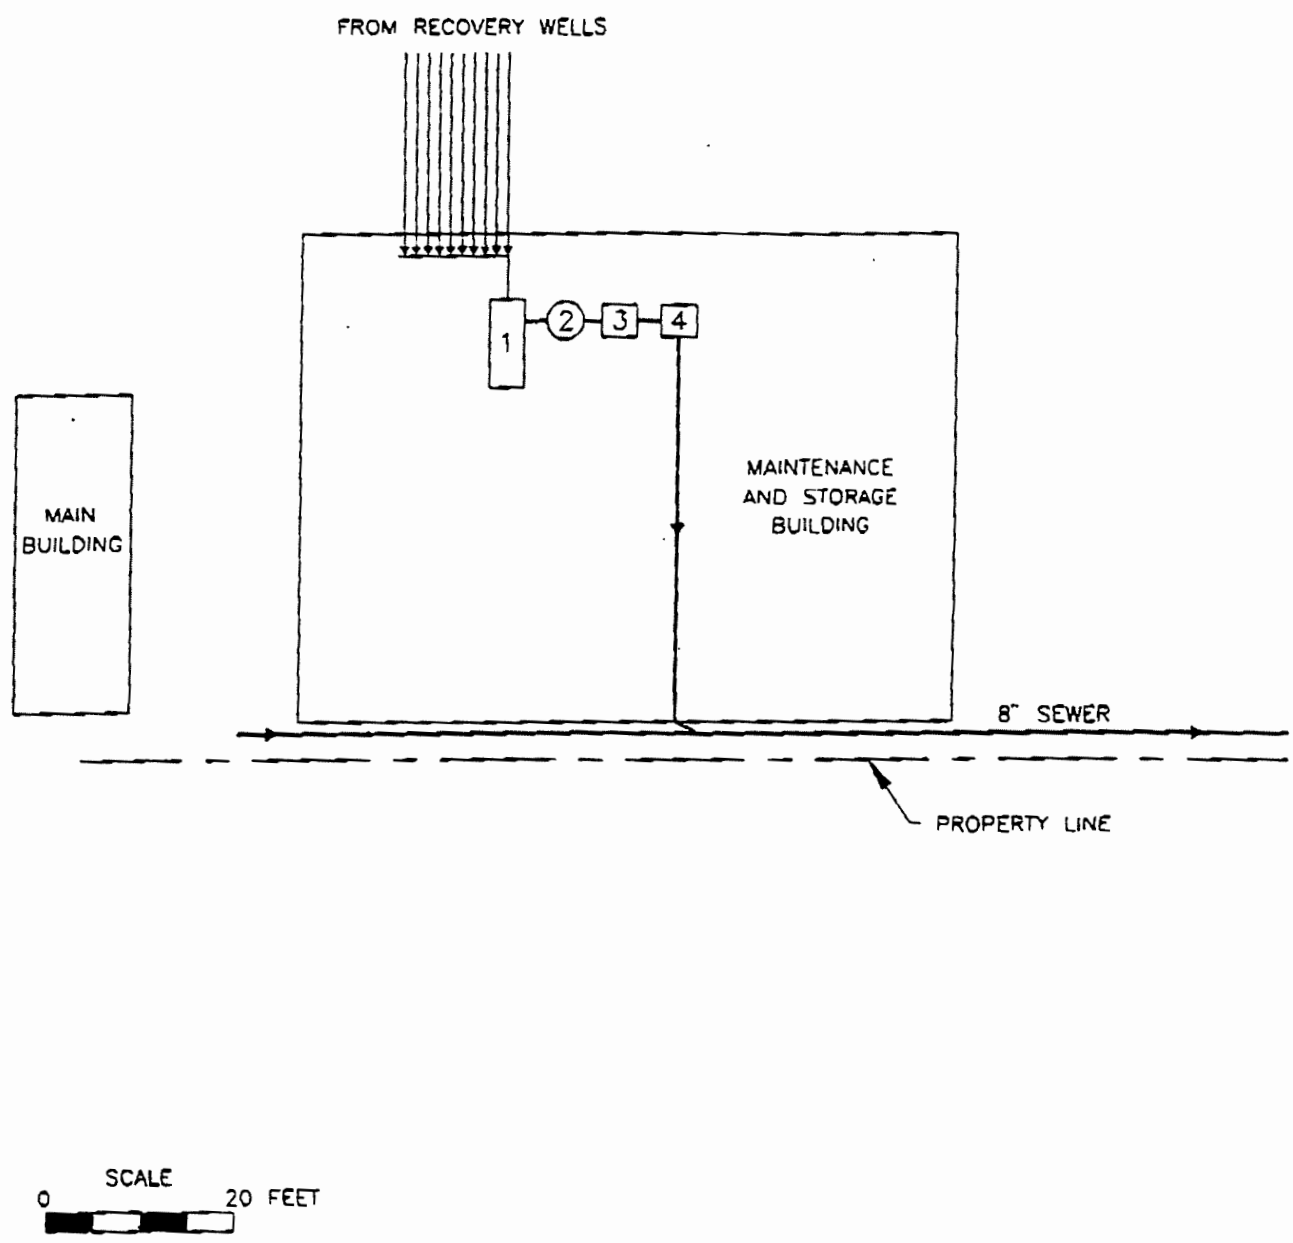 FROM RECOVERY WELLS
1
2
3
4
MAINTENANCE
AND STORAGE
BUILDING
MAIN
BUILDING
8" SEWER
PROPERTY LINE
SCALE
0 20 FEET